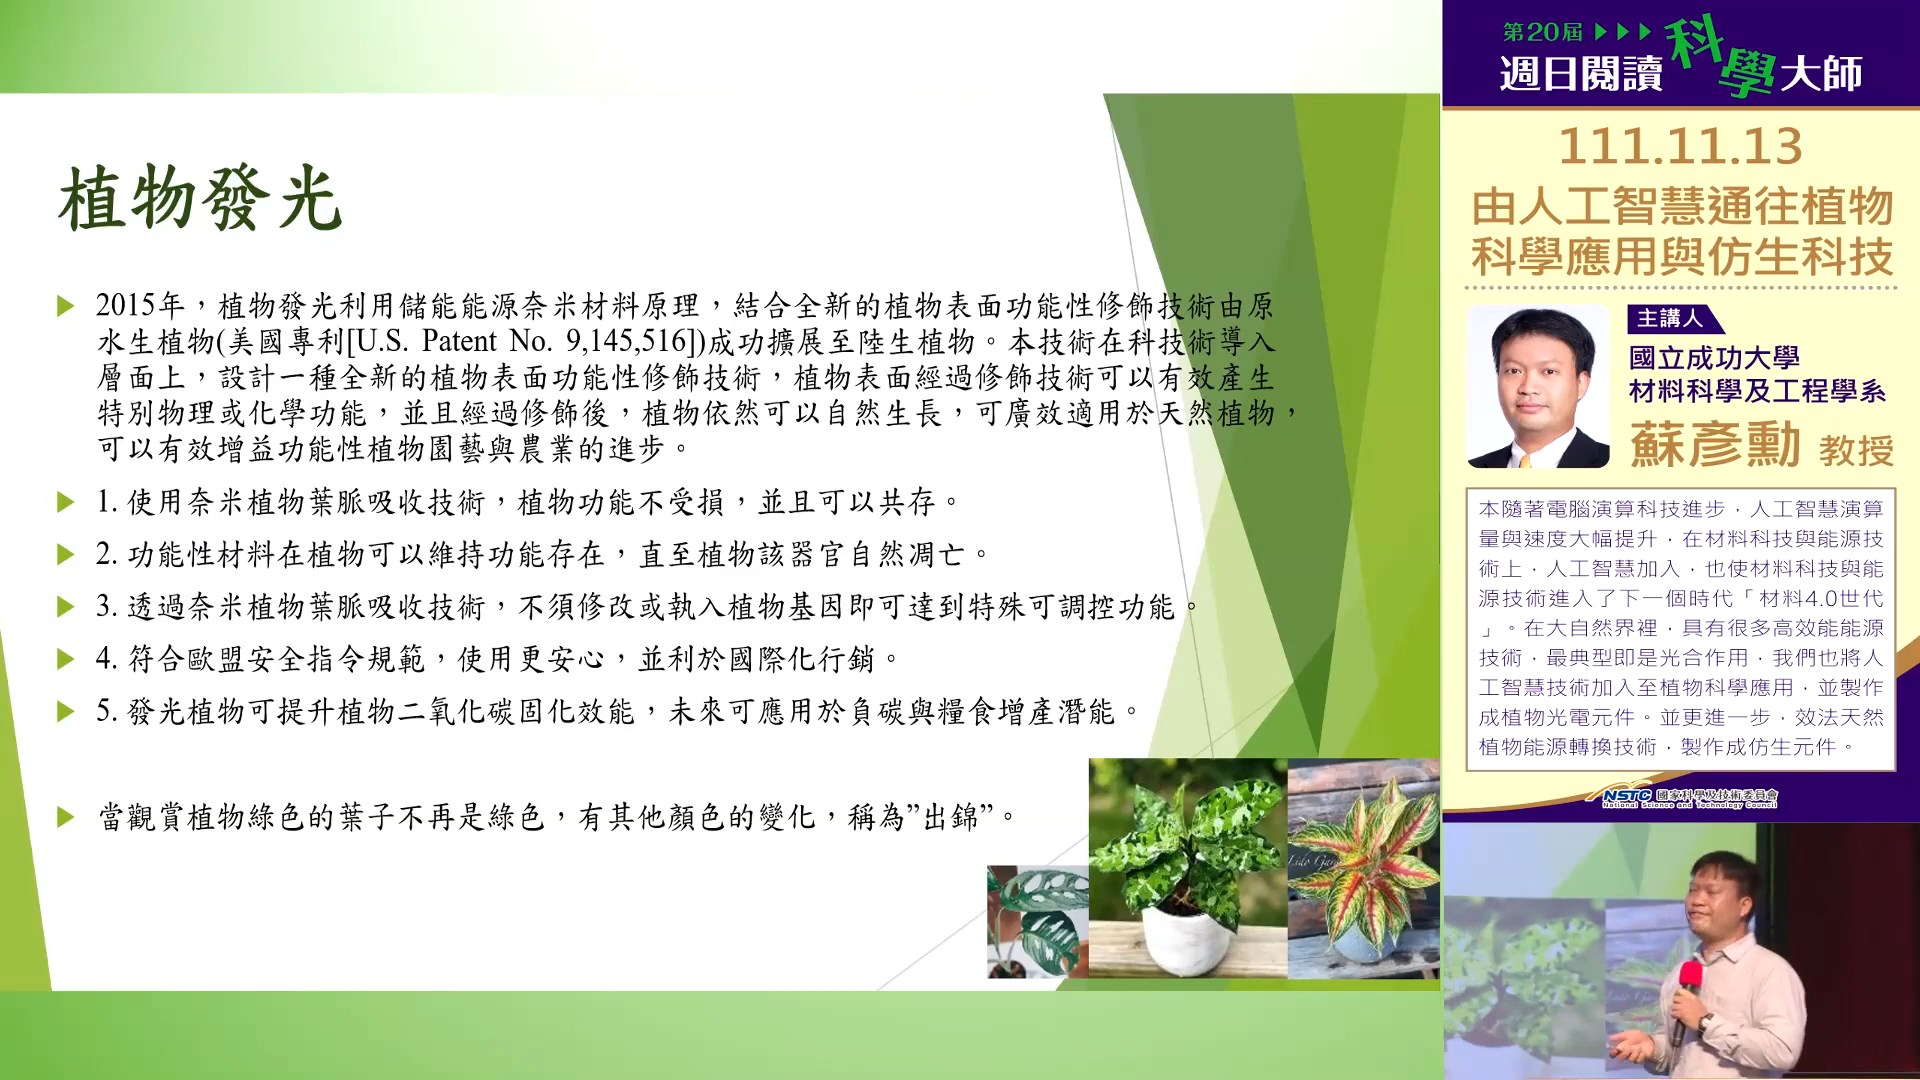 植物發光
2015年，植物發光利用儲能能源奈米材料原理，結合全新的植物表面功能性修飾技術由原
水生植物(美國專利[U.S. Patent No. 9,145,516])成功擴展至陸生植物。本技術在科技術導入
層面上，設計一種全新的植物表面功能性修飾技術，植物表面經過修飾技術可以有效產生
特別物理或化學功能，並且經過修飾後，植物依然可以自然生長，可廣效適用於天然植物，
可以有效增益功能性植物園藝與農業的進步。
1. 使用奈米植物葉脈吸收技術，植物功能不受損，並且可以共存。
2. 功能性材料在植物可以維持功能存在，直至植物該器官自然凋亡。
3. 透過奈米植物葉脈吸收技術，不須修改或執入植物基因即可達到特殊可調控功能。
4. 符合歐盟安全指令規範，使用更安心，並利於國際化行銷。
5. 發光植物可提升植物二氧化碳固化效能，未來可應用於負碳與糧食增產潛能。
當觀賞植物綠色的葉子不再是綠色，有其他顏色的變化，稱為”出錦”。
第20屆
週日閱讀科學大師
111.11.13
由人工智慧通往植物
科學應用與仿生科技
主講人
國立成功大學
材料科學及工程學系
蘇彥勳 教授
本隨著電腦演算科技進步，人工智慧演算
量與速度大幅提升，在材料科技與能源技
術上，人工智慧加入，也使材料科技與能
源技術進入了下一個時代「材料4.0世代
」。在大自然界裡，具有很多高效能能源
技術，最典型即是光合作用，我們也將人
工智慧技術加入至植物科學應用，並製作
成植物光電元件。並更進一步，效法天然
植物能源轉換技術，製作成仿生元件。
NSTC 國家科學及技術委員會
National Science and Technology Council